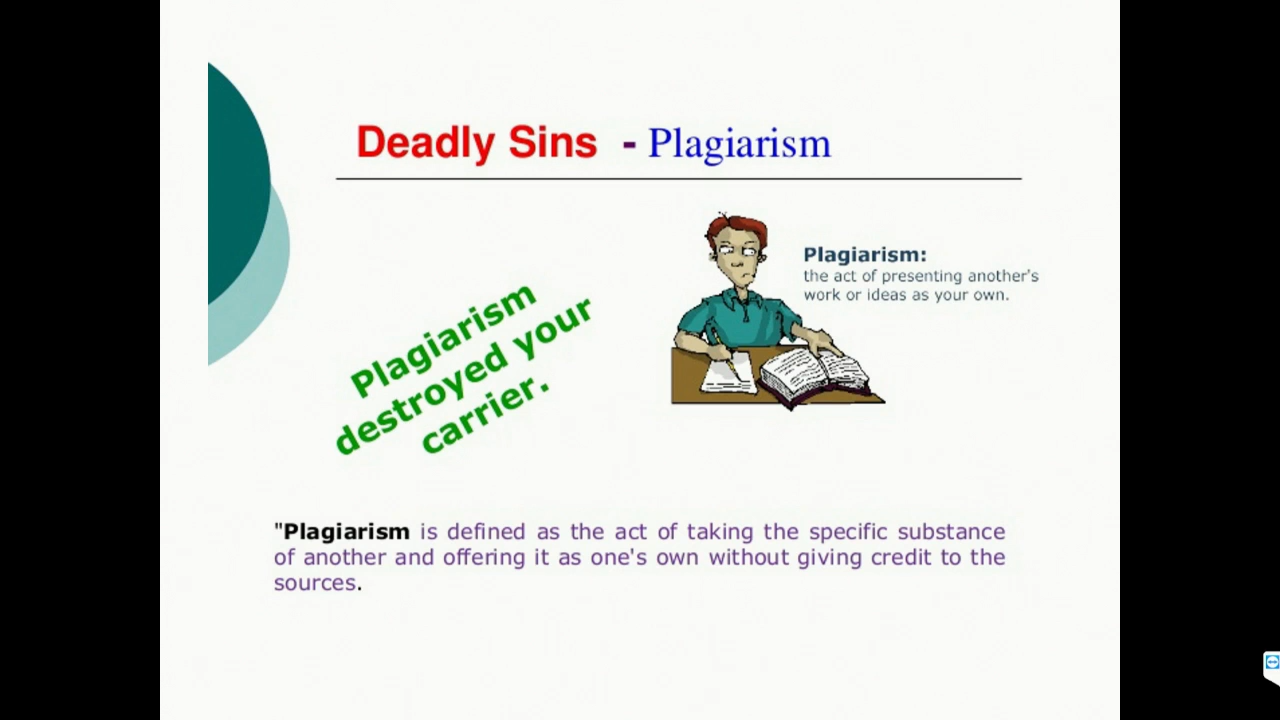 Deadly Sins - Plagiarism
Plagiarism:
the act of presenting another's
work or ideas as your own.
Plagiarism
destroyed your
carrier.
"Plagiarism is defined as the act of taking the specific substance
of another and offering it as one's own without giving credit to the
sources.